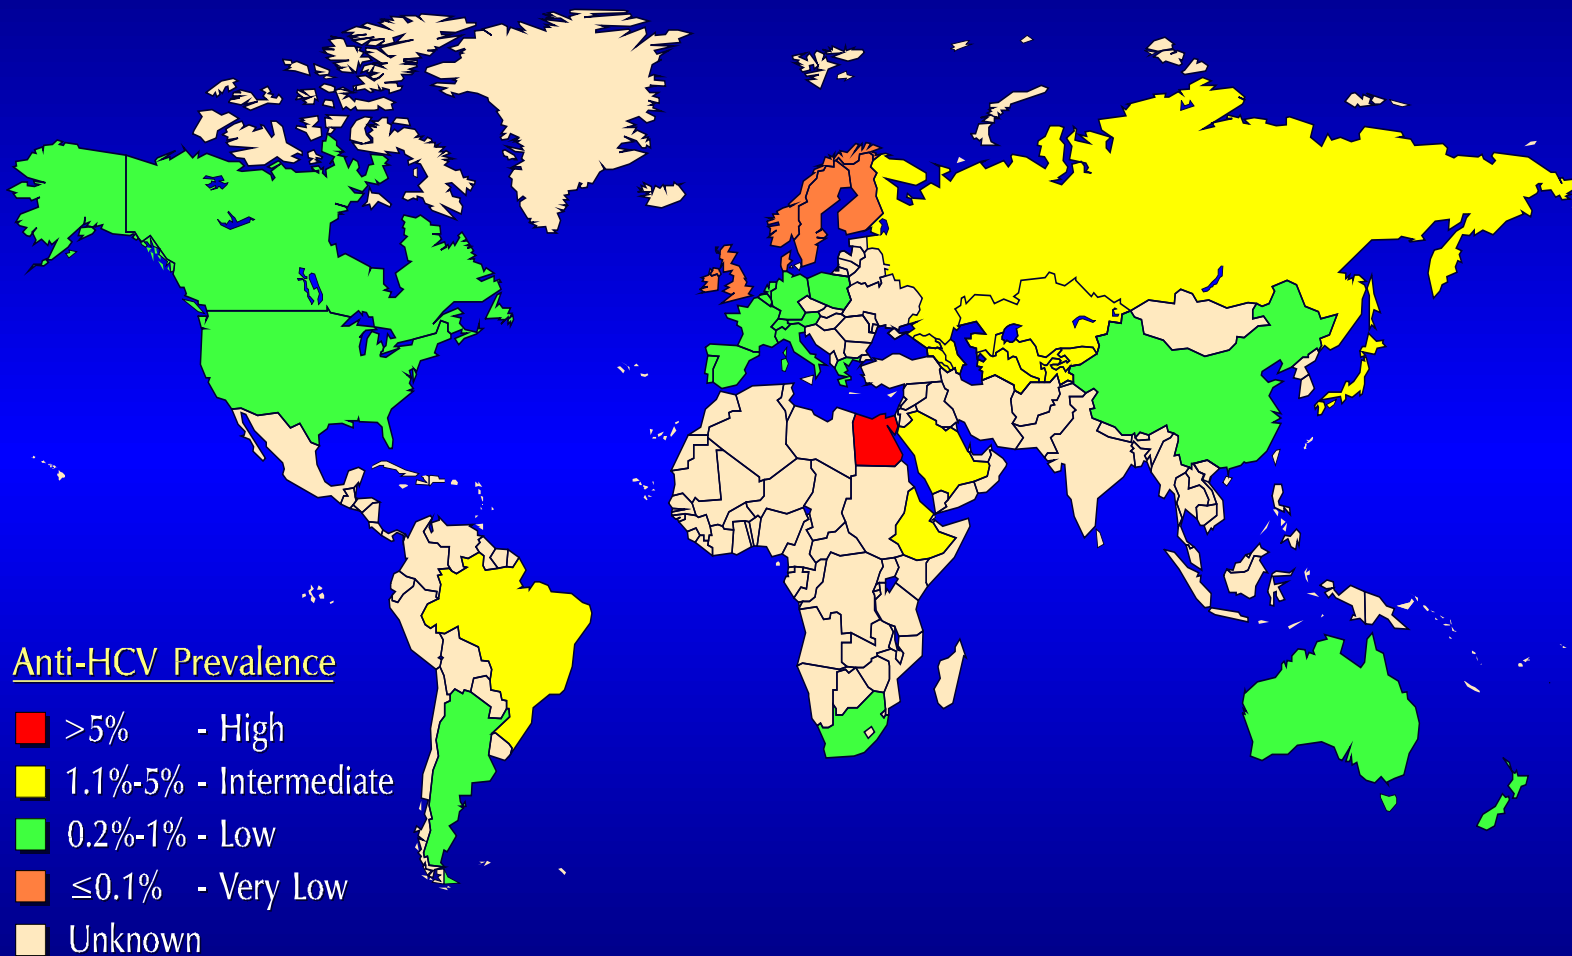 Anti-HCV Prevalence
>5% - High
1.1%-5% - Intermediate
0.2%-1% - Low
≤0.1% - Very Low
Unknown